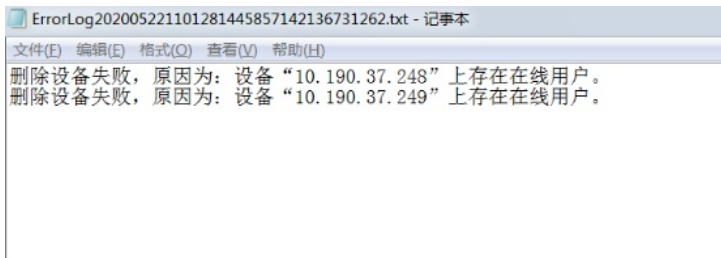 ErrorLog20200522110128144585714213673​1262.txt - 记事本
文件(F) 编辑(E) 格式(O) 查看(V) 帮助(H)
删除设备失败，原因为：设备“10.190.37.248”上存在在线用户。
删除设备失败，原因为：设备“10.190.37.249”上存在在线用户。